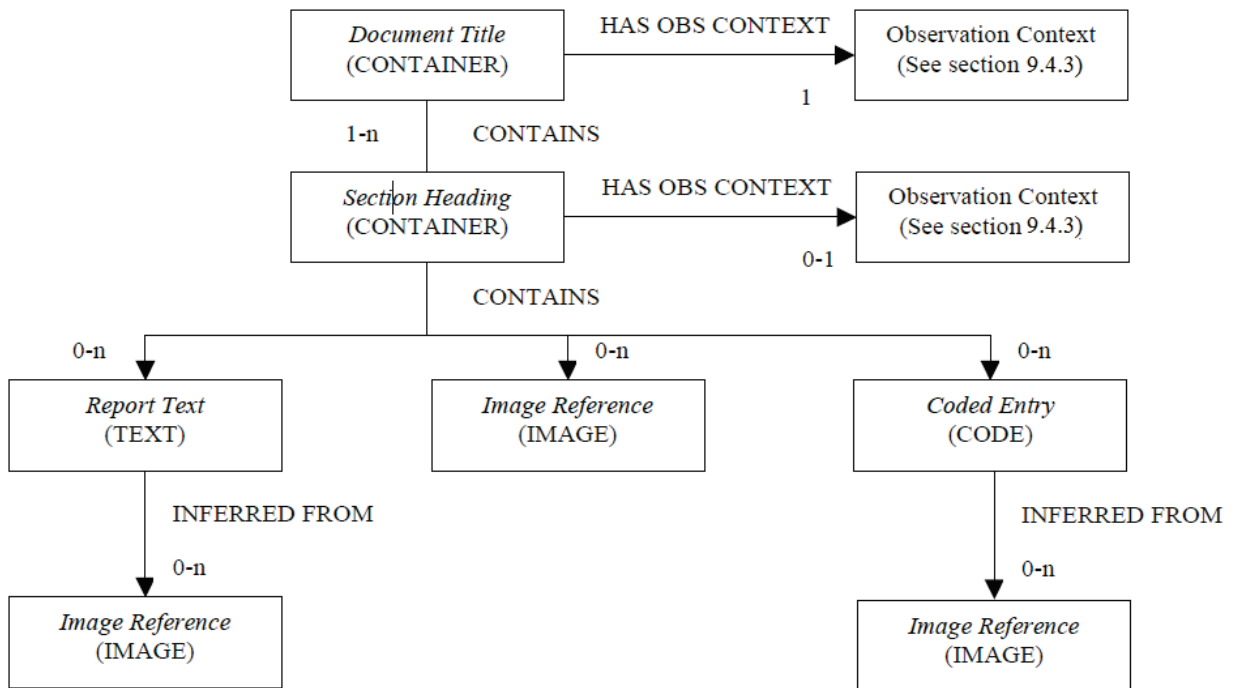 Document Title
(CONTAINER)
HAS OBS CONTEXT
1
Observation Context
(See section 9.4.3)
1-n
CONTAINS
Section Heading
(CONTAINER)
HAS OBS CONTEXT
0-1
Observation Context
(See section 9.4.3)
CONTAINS
0-n
0-n
0-n
Report Text
(TEXT)
Image Reference
(IMAGE)
Coded Entry
(CODE)
INFERRED FROM
INFERRED FROM
0-n
0-n
Image Reference
(IMAGE)
Image Reference
(IMAGE)